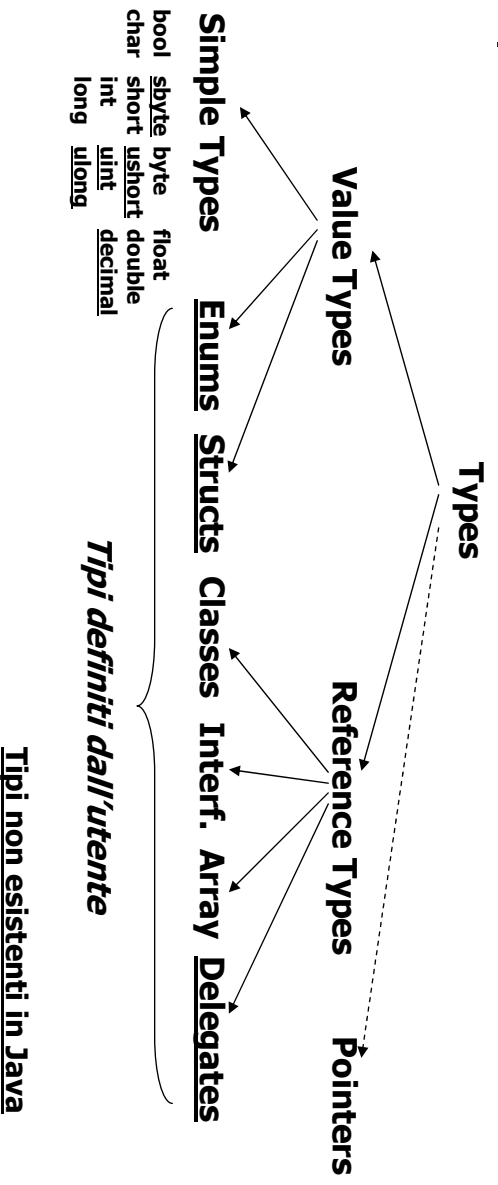 Types
Value Types Reference Types Pointers
Simple Types Enums Structs Classes Interf. Array Delegates
bool sbyte byte float
char short ushort double
int uint decimal
long ulong
Tipi definiti dall'utente
Tipi non esistenti in Java